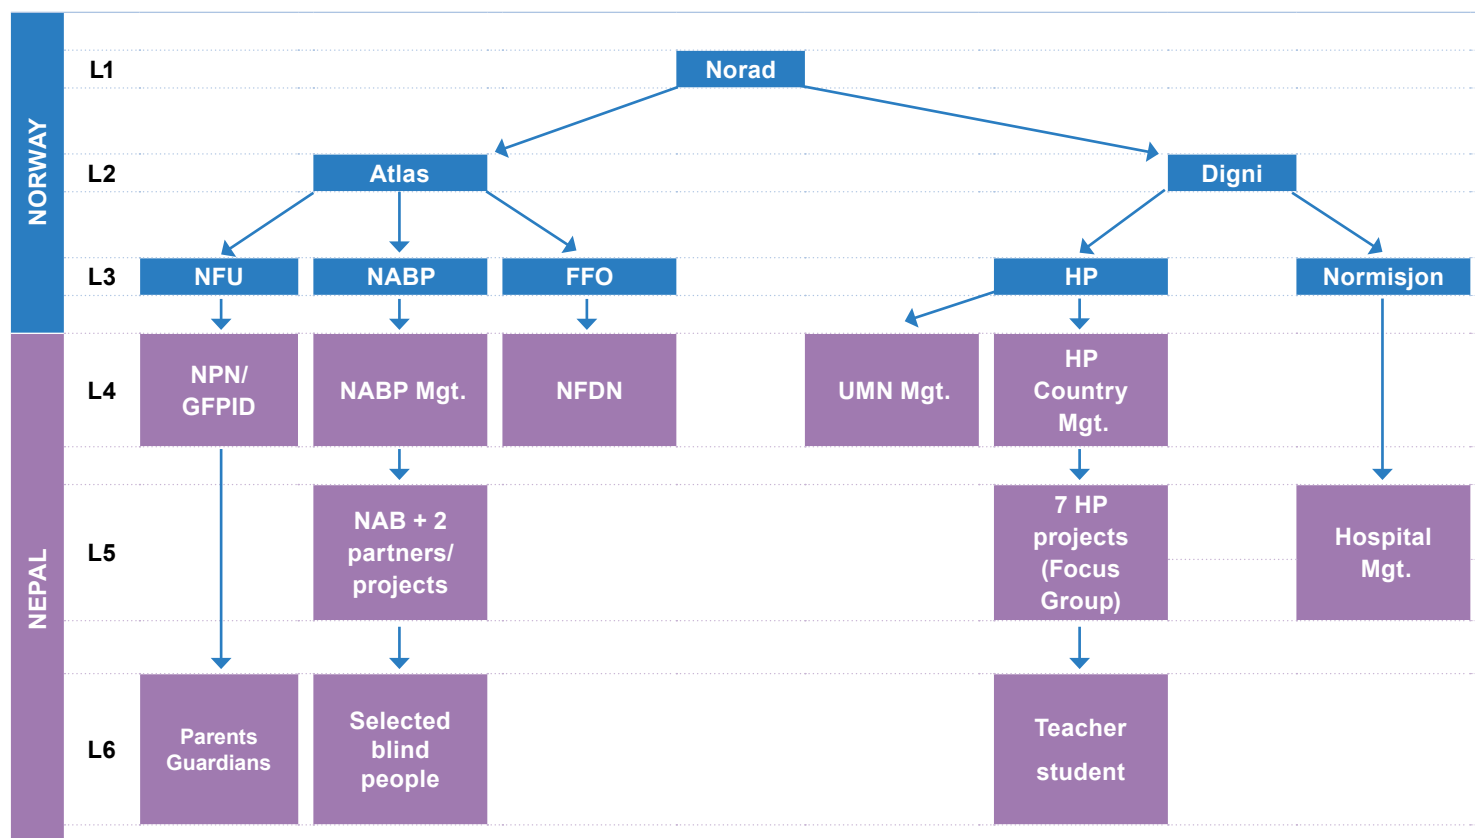 NORWAY
L1
Norad
L2
Atlas
Digni
L3
NFU
NABP
FFO
HP
Normisjon
NEPAL
L4
NPN/
GFPID
NABP Mgt.
NFDN
UMN Mgt.
HP
Country
Mgt.
L5
NAB + 2
partners/
projects
7 HP
projects
(Focus
Group)
Hospital
Mgt.
L6
Parents
Guardians
Selected
blind
people
Teacher
student